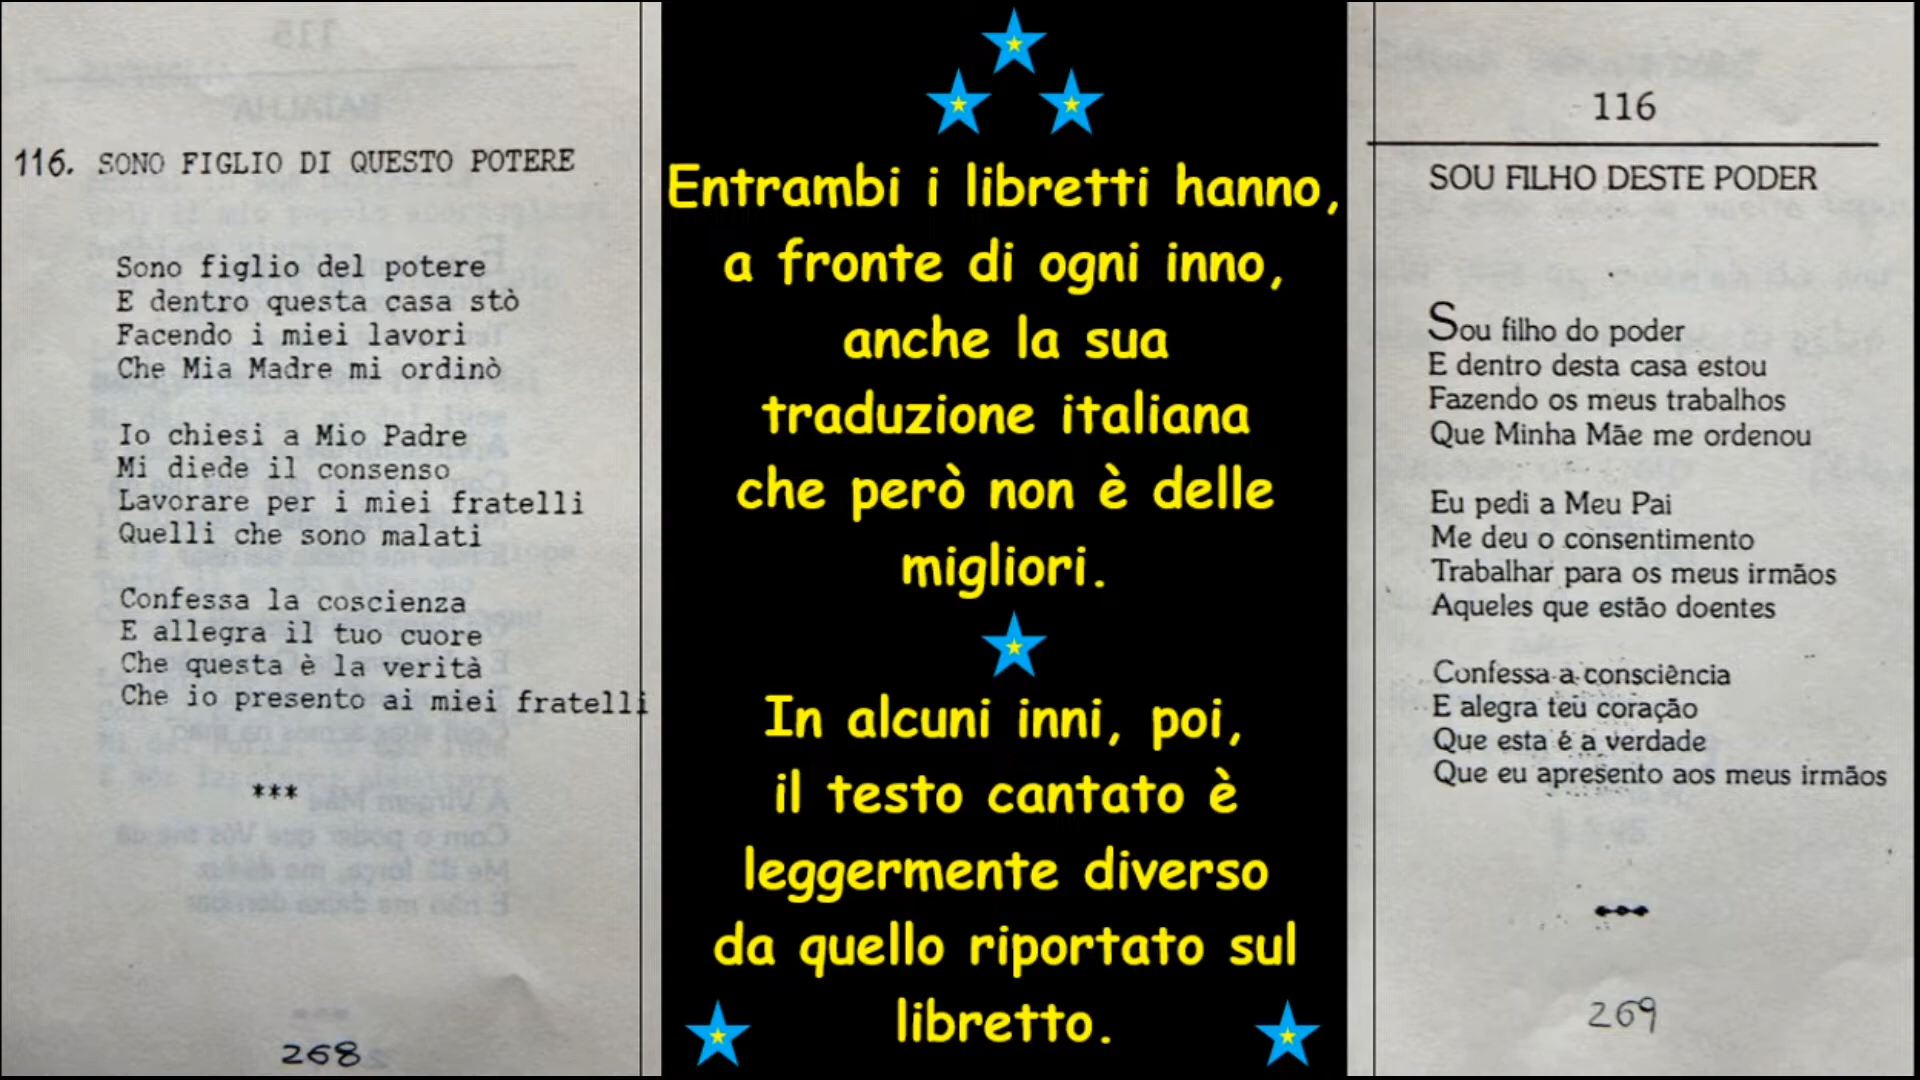 116. SONO FIGLIO DI QUESTO POTERE
Sono figlio del potere
E dentro questa casa stò
Facendo i miei lavori
Che Mia Madre mi ordinò
Io chiesi a Mio Padre
Mi diede il consenso
Lavorare per i miei fratelli
Quelli che sono malati
Confessa la coscienza
E allegra il tuo cuore
Che questa è la verità
Che io presento ai miei fratelli
***
268
Entrambi i libretti hanno,
a fronte di ogni inno,
anche la sua
traduzione italiana
che però non è delle
migliori.
In alcuni inni, poi,
il testo cantato è
leggermente diverso
da quello riportato sul
libretto.
116
SOU FILHO DESTE PODER
Sou filho do poder
E dentro desta casa estou
Fazendo os meus trabalhos
Que Minha Mãe me ordenou
Eu pedi a Meu Pai
Me deu o consentimento
Trabalhar para os meus irmãos
Aqueles que estão doentes
Confessa a consciência
E alegra teu coração
Que esta é a verdade
Que eu apresento aos meus irmãos
269